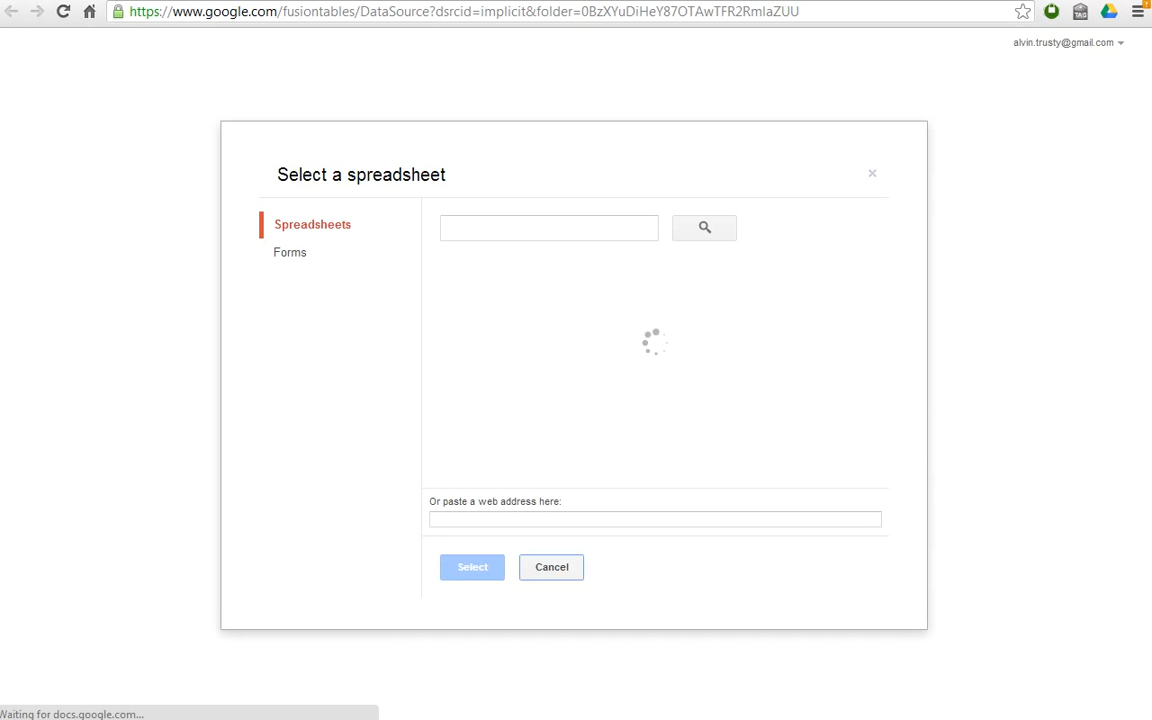 https://www.google.com/fusiontables/DataSource?dsrcid=implicit&folder=0BzXYuDiHeY87OTAwTFR2RmlaZUU
TAG
alvin.trusty@gmail.com
Select a spreadsheet
×
Spreadsheets
Forms
Or paste a web address here:
Select
Cancel
Waiting for docs.google.com...